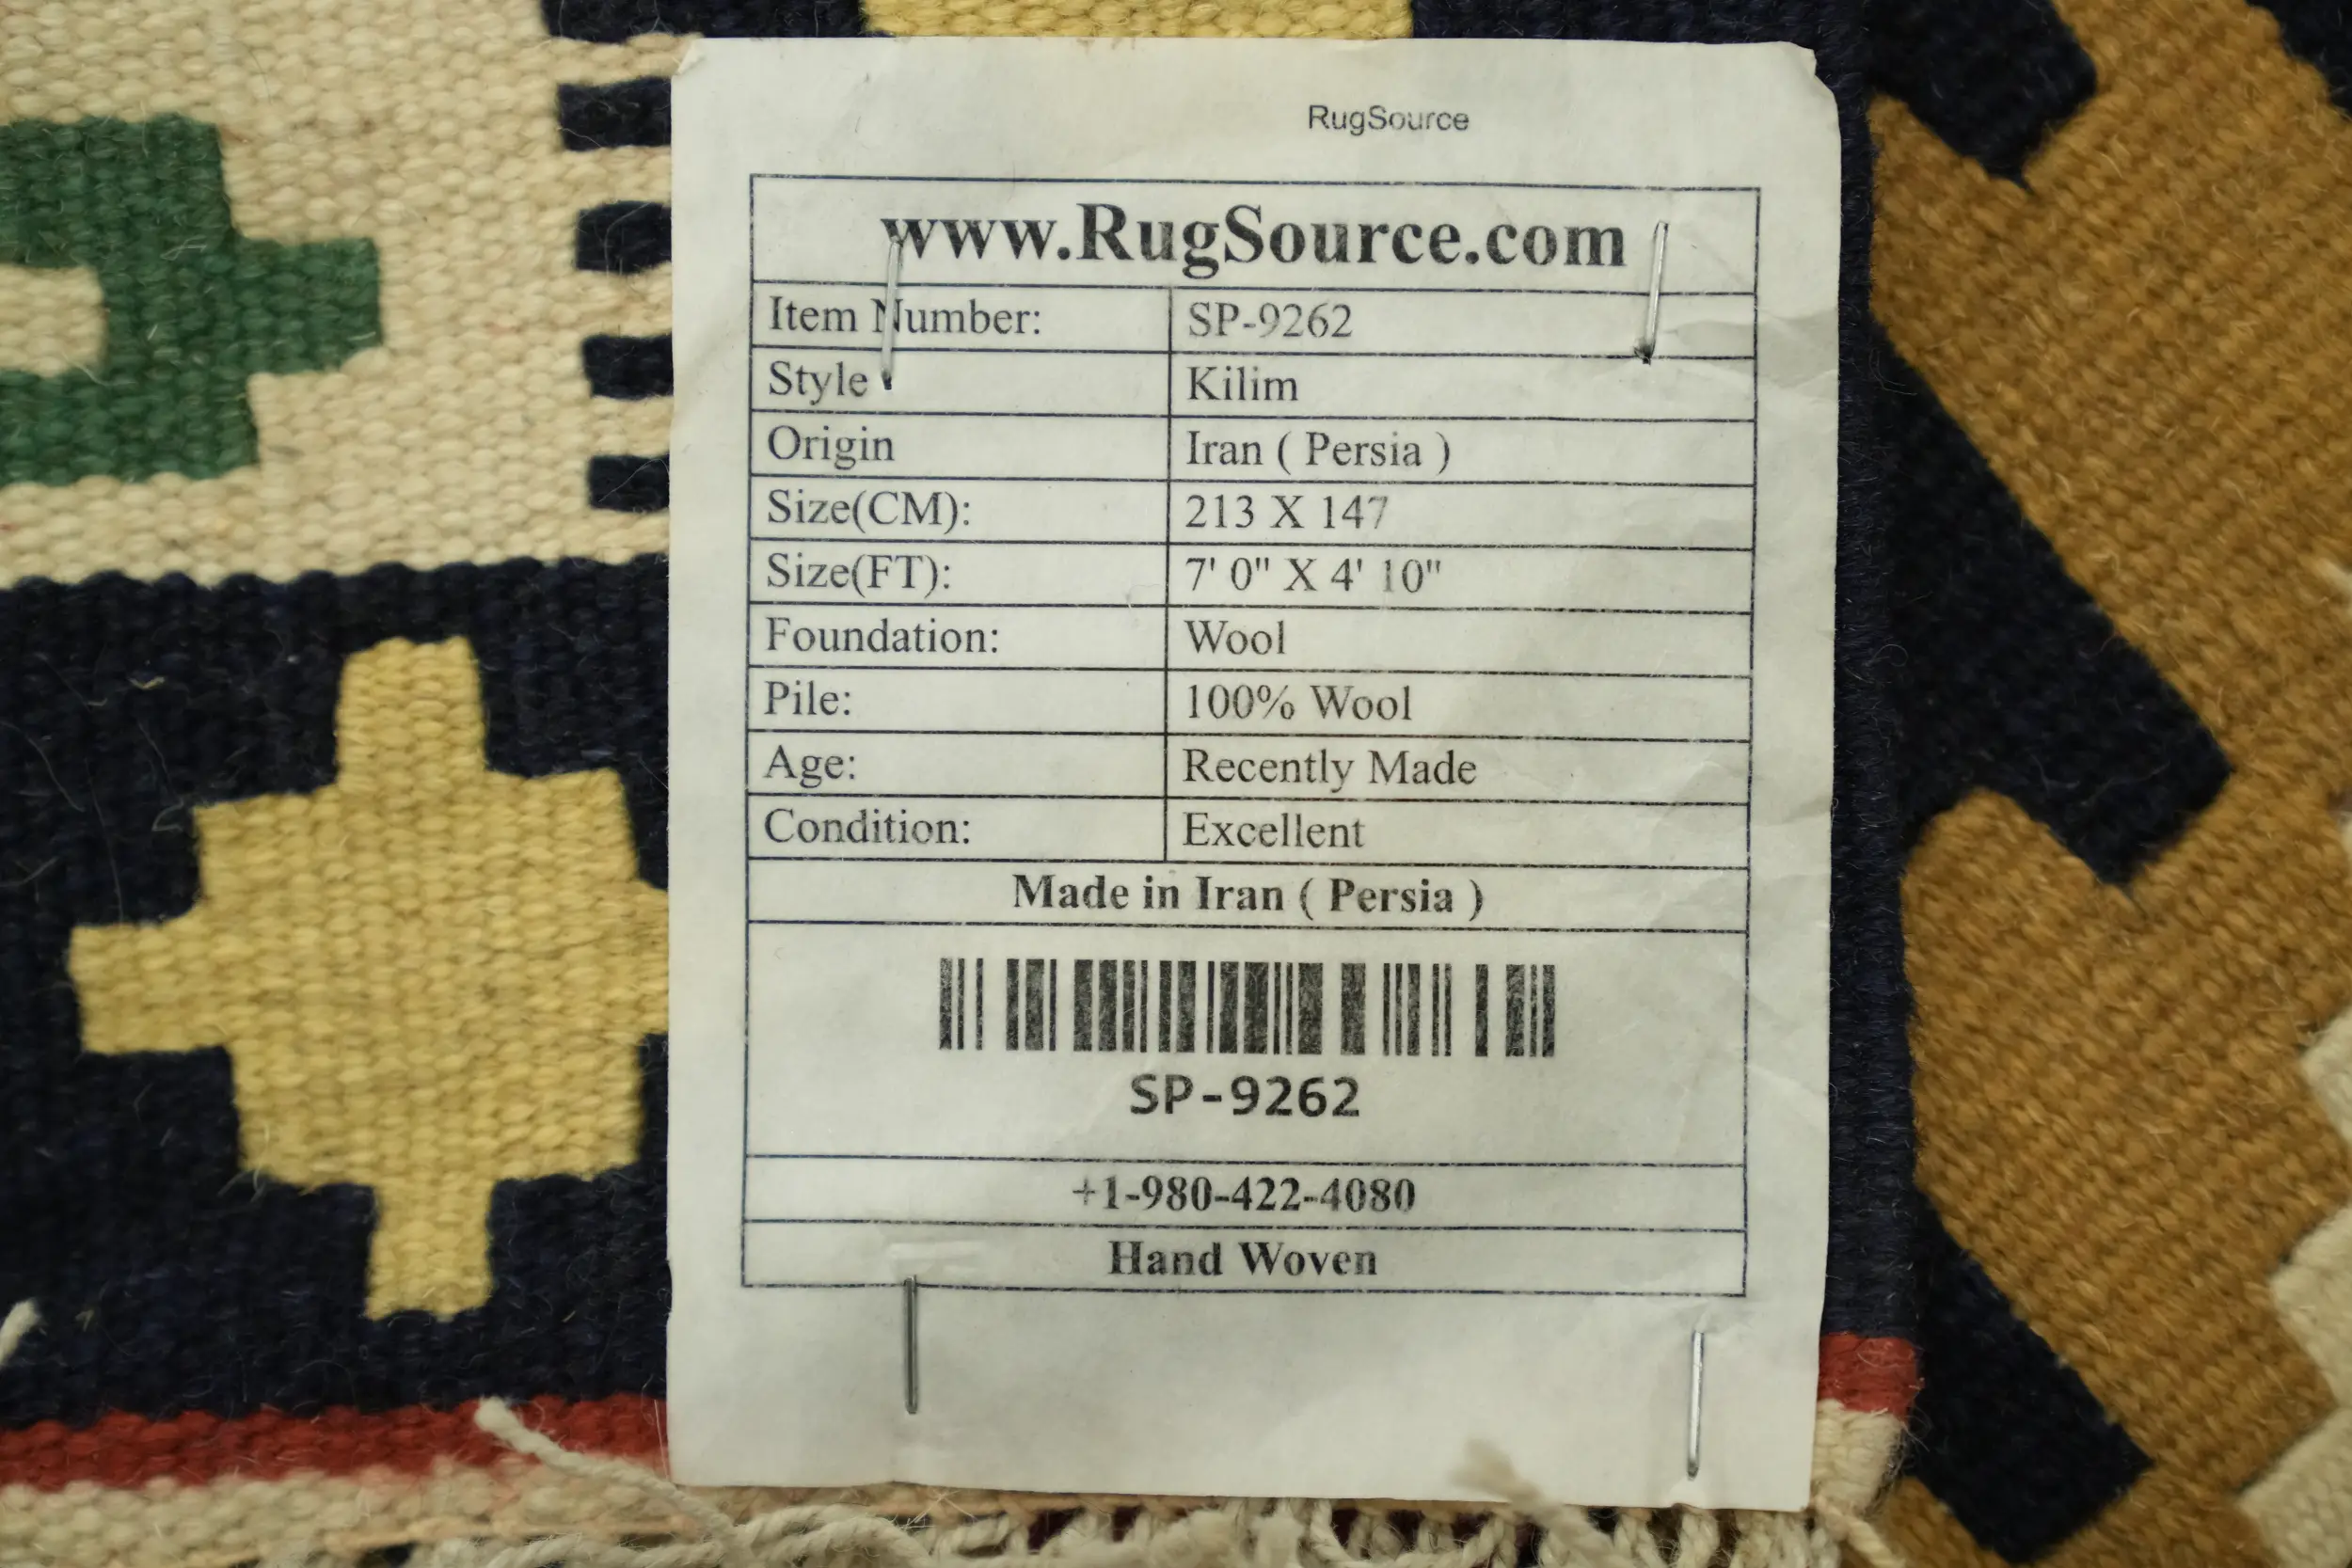 RugSource
www.RugSource.com
Item Number: SP-9262
Style Kilim
Origin Iran ( Persia )
Size(CM): 213 X 147
Size(FT): 7' 0" X 4' 10"
Foundation: Wool
Pile: 100% Wool
Age: Recently Made
Condition: Excellent
Made in Iran ( Persia )
SP-9262
+1-980-422-4080
Hand Woven